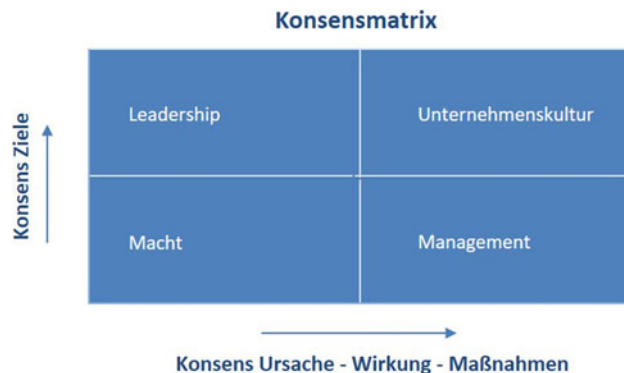 Konsensmatrix
Leadership
Unternehmenskultur
Konsens Ziele
Macht
Management
Konsens Ursache - Wirkung - Maßnahmen